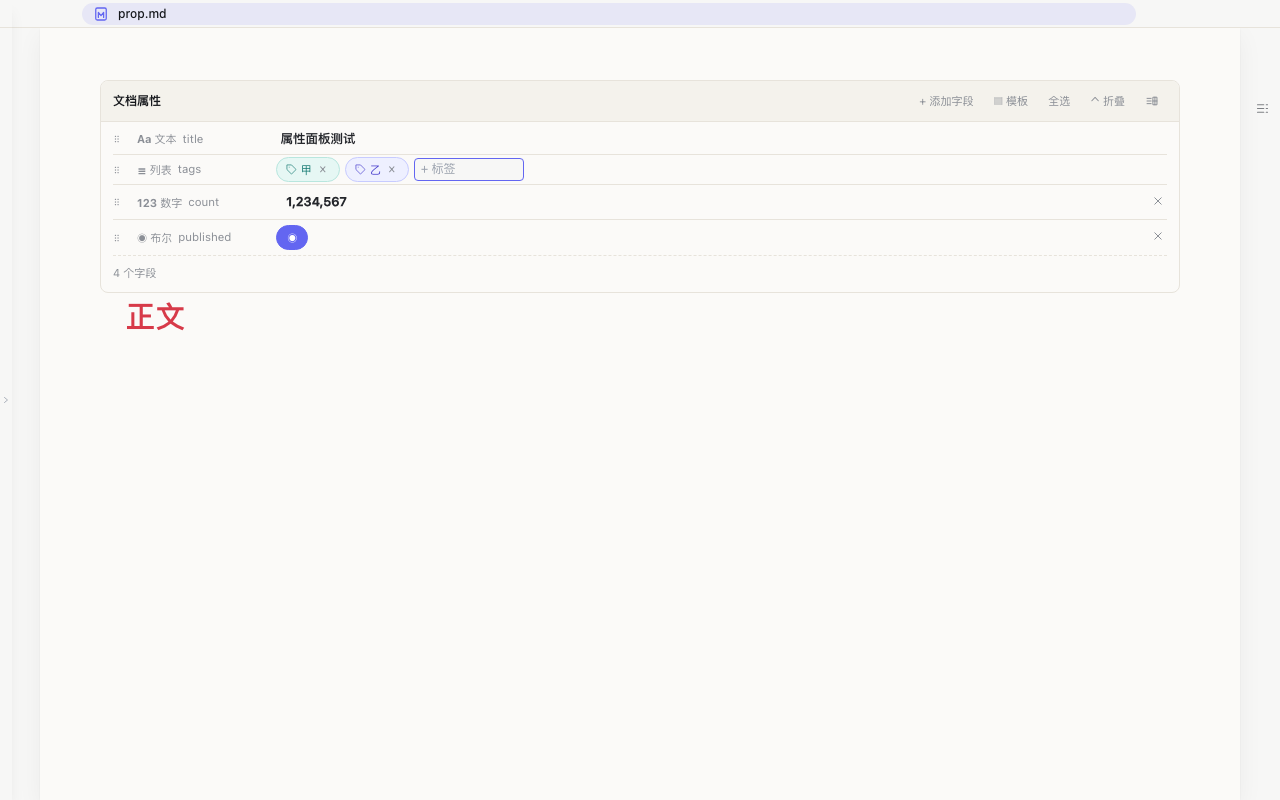 prop.md
文档属性 + 添加字段 模板 全选 折叠
Aa 文本 title 属性面板测试
列表 tags 甲 × 乙 × + 标签
123 数字 count 1,234,567 ×
布尔 published ×
4 个字段
正文